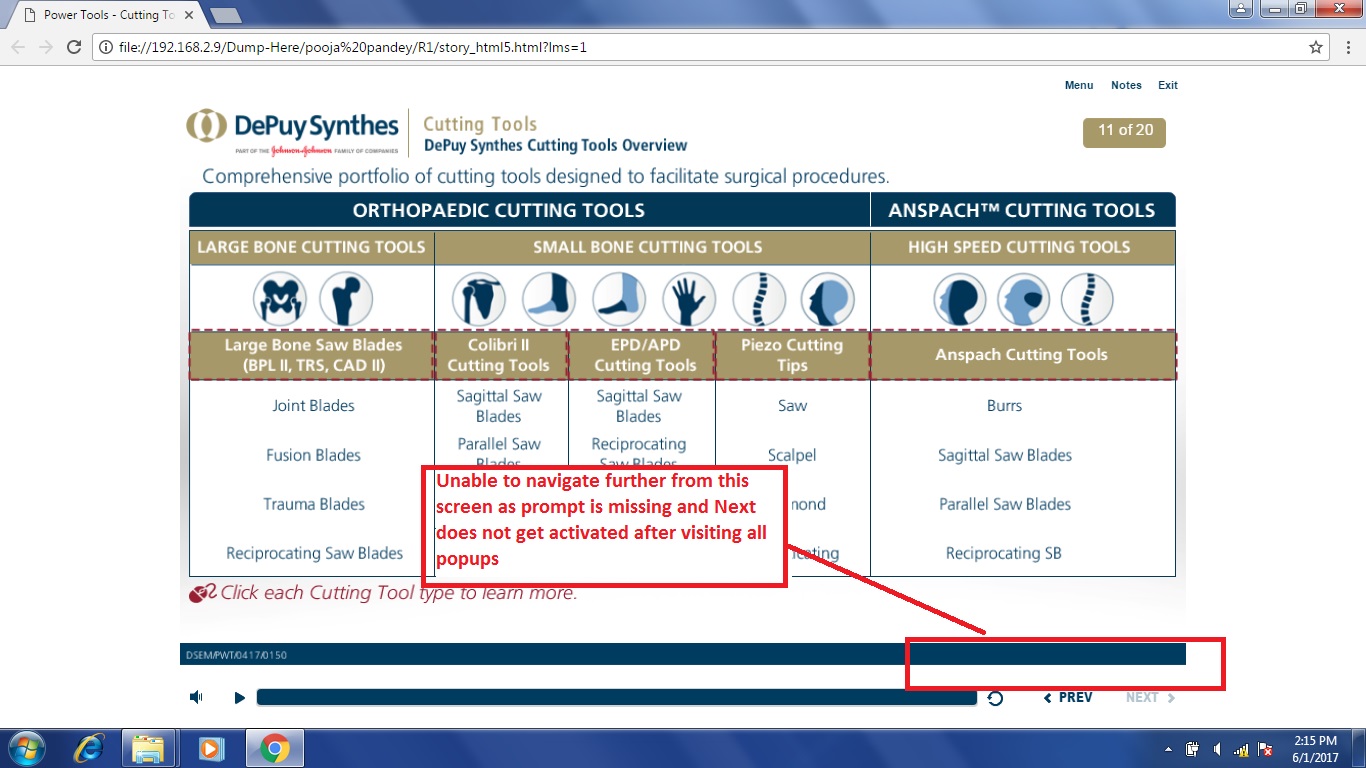 Power Tools - Cutting To
file://192.168.2.9/Dump-Here/pooja%20pandey/R1/story_html5.html?lms=1
Menu Notes Exit
DePuy Synthes
PART OF THE Johnson & Johnson FAMILY OF COMPANIES
Cutting Tools
DePuy Synthes Cutting Tools Overview
11 of 20
Comprehensive portfolio of cutting tools designed to facilitate surgical procedures.
ORTHOPAEDIC CUTTING TOOLS ANSPACH™ CUTTING TOOLS
LARGE BONE CUTTING TOOLS SMALL BONE CUTTING TOOLS HIGH SPEED CUTTING TOOLS
Large Bone Saw Blades
(BPL II, TRS, CAD II)
Colibri II
Cutting Tools
EPD/APD
Cutting Tools
Piezo Cutting
Tips
Anspach Cutting Tools
Joint Blades
Fusion Blades
Trauma Blades
Reciprocating Saw Blades
Sagittal Saw
Blades
Parallel Saw
Blades
Sagittal Saw
Blades
Reciprocating
Saw Blades
Saw
Scalpel
mond
cating
Burrs
Sagittal Saw Blades
Parallel Saw Blades
Reciprocating SB
Unable to navigate further from this
screen as prompt is missing and Next
does not get activated after visiting all
popups
Click each Cutting Tool type to learn more.
DSEM/PWT/0417/0150
PREV NEXT
2:15 PM
6/1/2017